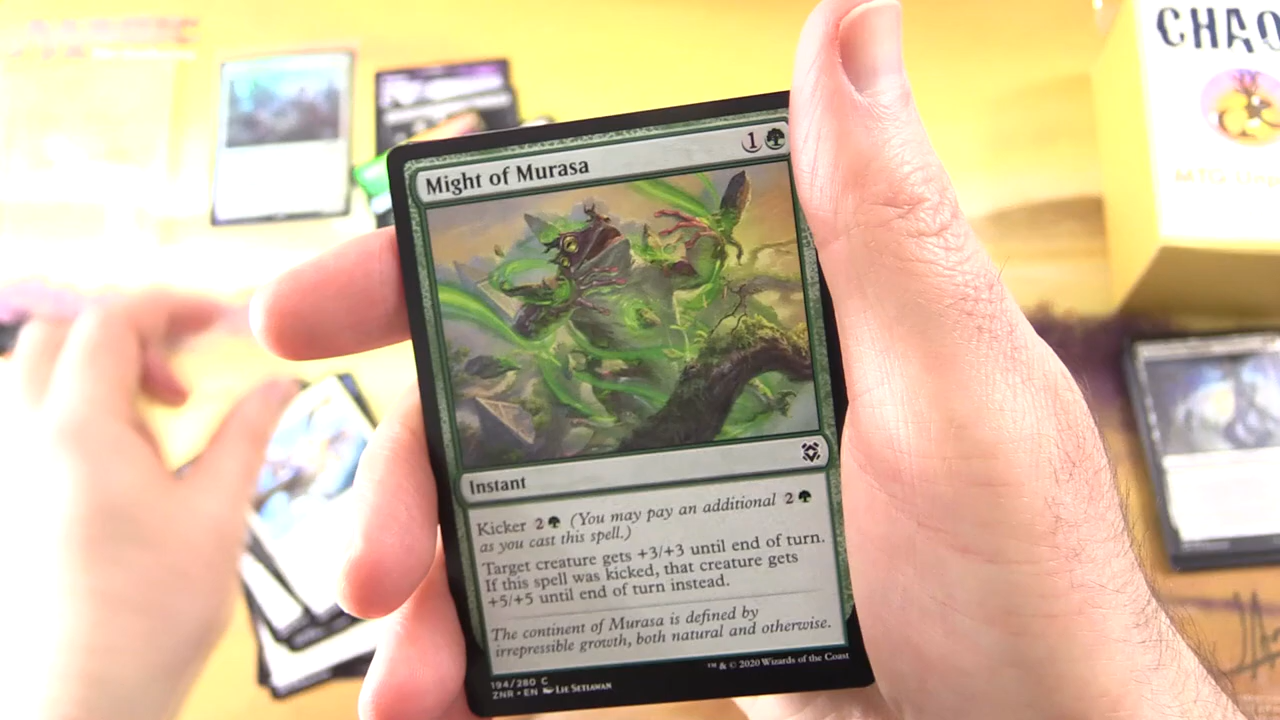 CHAO
Might of Murasa
1
Instant
Kicker 2 (You may pay an additional 2
as you cast this spell.)
Target creature gets +3/+3 until end of turn.
If this spell was kicked, that creature gets
+5/+5 until end of turn instead.
The continent of Murasa is defined by
irrepressible growth, both natural and otherwise.
™ & © 2020 Wizards of the Coast
194/280 C
ZNR • EN Lie Setiawan